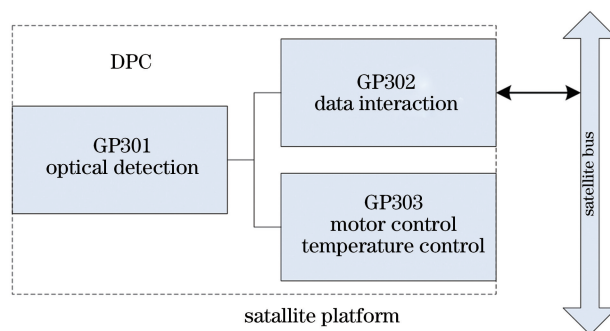 DPC
GP301
optical detection
GP302
data interaction
GP303
motor control
temperature control
satallite platform
satellite bus